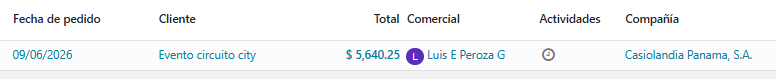 Fecha de pedido Cliente Total Comercial Actividades Compañía
09/06/2026 Evento circuito city $ 5,640.25 L Luis E Peroza G Casiolandia Panama, S.A.